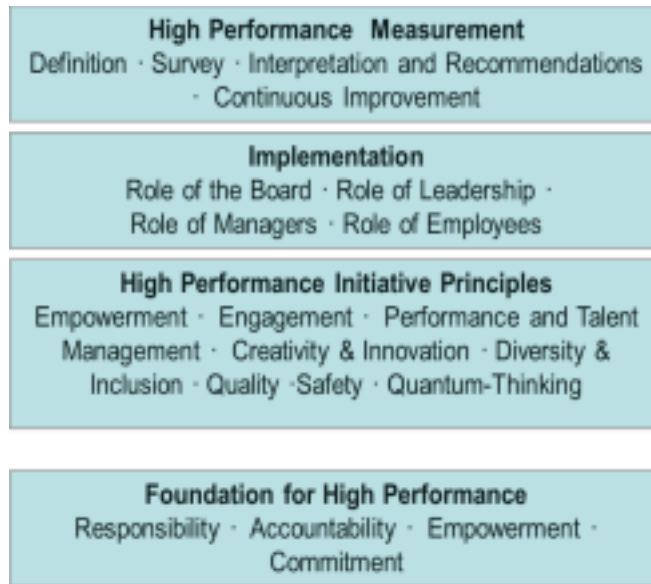 High Performance Measurement
Definition · Survey · Interpretation and Recommendations
· Continuous Improvement
Implementation
Role of the Board · Role of Leadership ·
Role of Managers · Role of Employees
High Performance Initiative Principles
Empowerment · Engagement · Performance and Talent
Management · Creativity & Innovation · Diversity &
Inclusion · Quality ·Safety · Quantum-Thinking
Foundation for High Performance
Responsibility · Accountability · Empowerment ·
Commitment